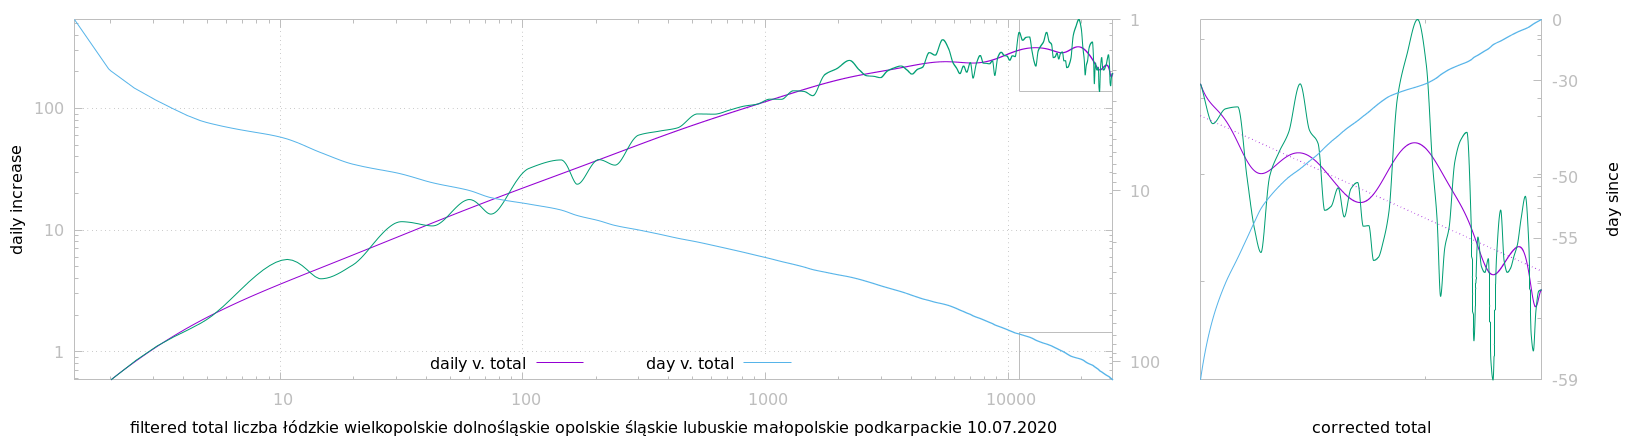 daily increase
100
10
1
10
100
1000
10000
1
10
100
daily v. total
day v. total
filtered total liczba łódzkie wielkopolskie dolnośląskie opolskie śląskie lubuskie małopolskie podkarpackie 10.07.2020
0
-30
-50
-55
-59
day since
corrected total